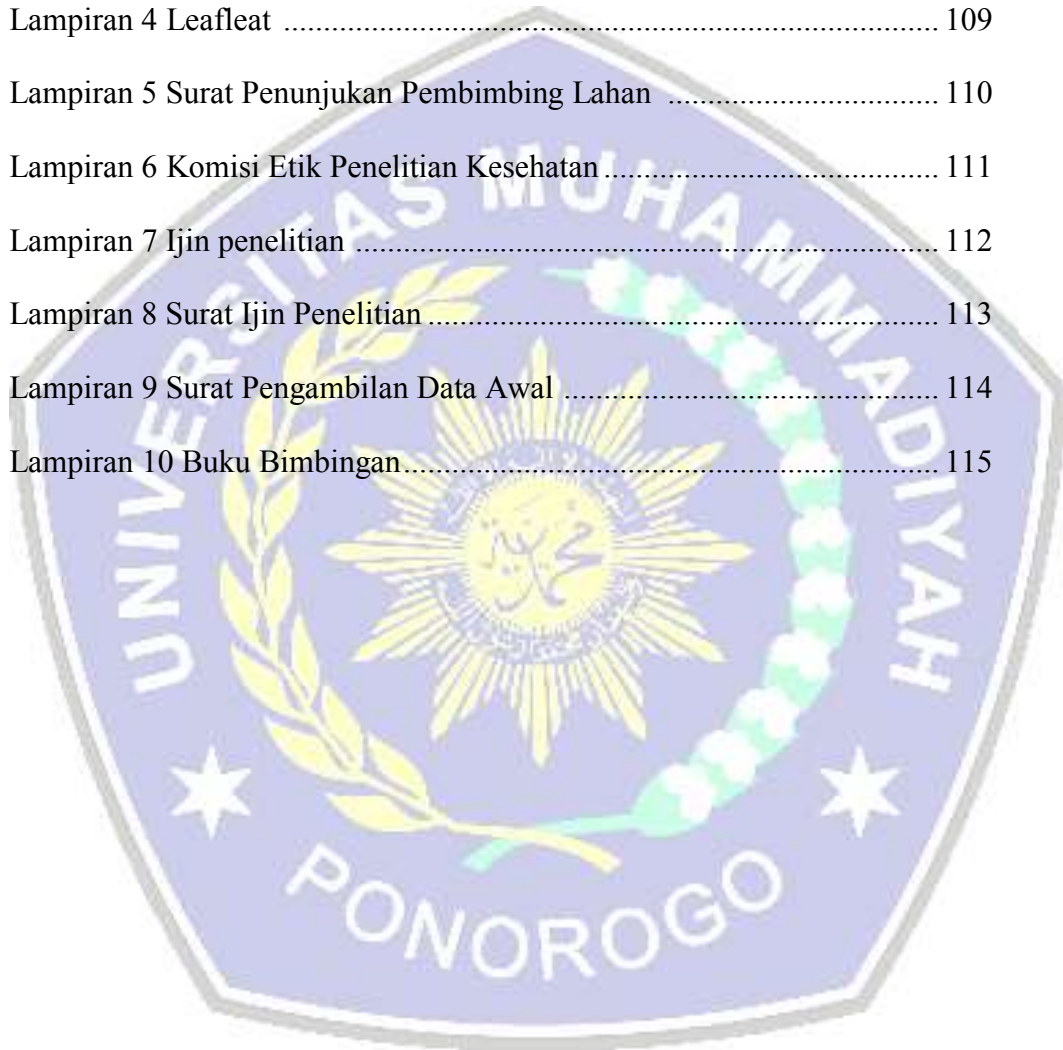 Lampiran 4 Leafleat ........................................................................ 109
Lampiran 5 Surat Penunjukan Pembimbing Lahan ............................. 110
Lampiran 6 Komisi Etik Penelitian Kesehatan .................................... 111
Lampiran 7 Ijin penelitian ................................................................ 112
Lampiran 8 Surat Ijin Penelitian ........................................................ 113
Lampiran 9 Surat Pengambilan Data Awal ......................................... 114
Lampiran 10 Buku Bimbingan........................................................... 115
UNIVERSITAS MUHAMMADIYAH
PONOROGO